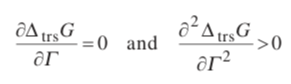 ∂Δ_trs G / ∂Γ = 0 and ∂²Δ_trs G / ∂Γ² > 0